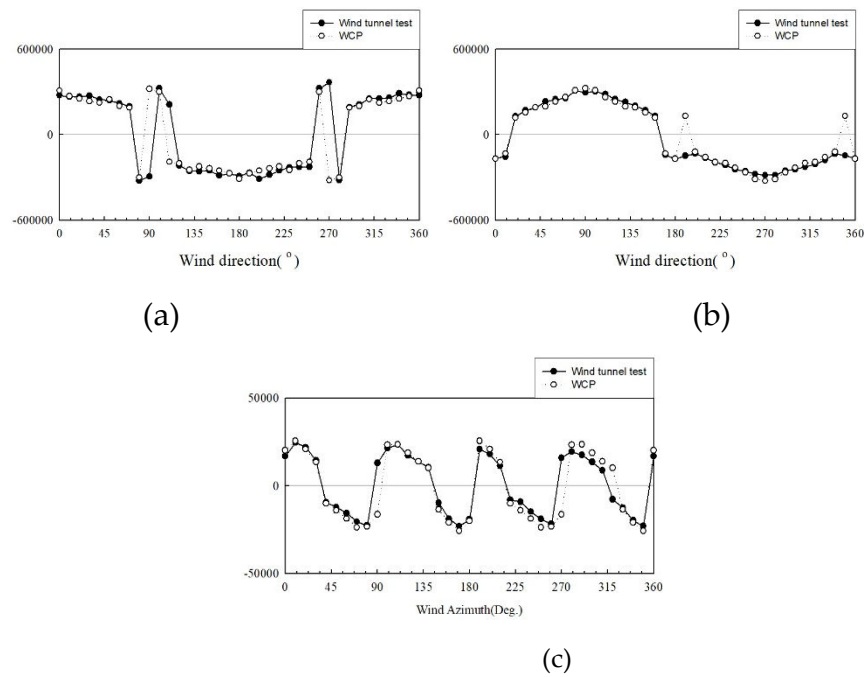 Wind tunnel test
WCP
600000
0
-600000
0 45 90 135 180 225 270 315 360
Wind direction( o )
(a)
Wind tunnel test
WCP
600000
0
-600000
0 45 90 135 180 225 270 315 360
Wind direction( o )
(b)
Wind tunnel test
WCP
50000
0
-50000
0 45 90 135 180 225 270 315 360
Wind Azimuth(Deg.)
(c)